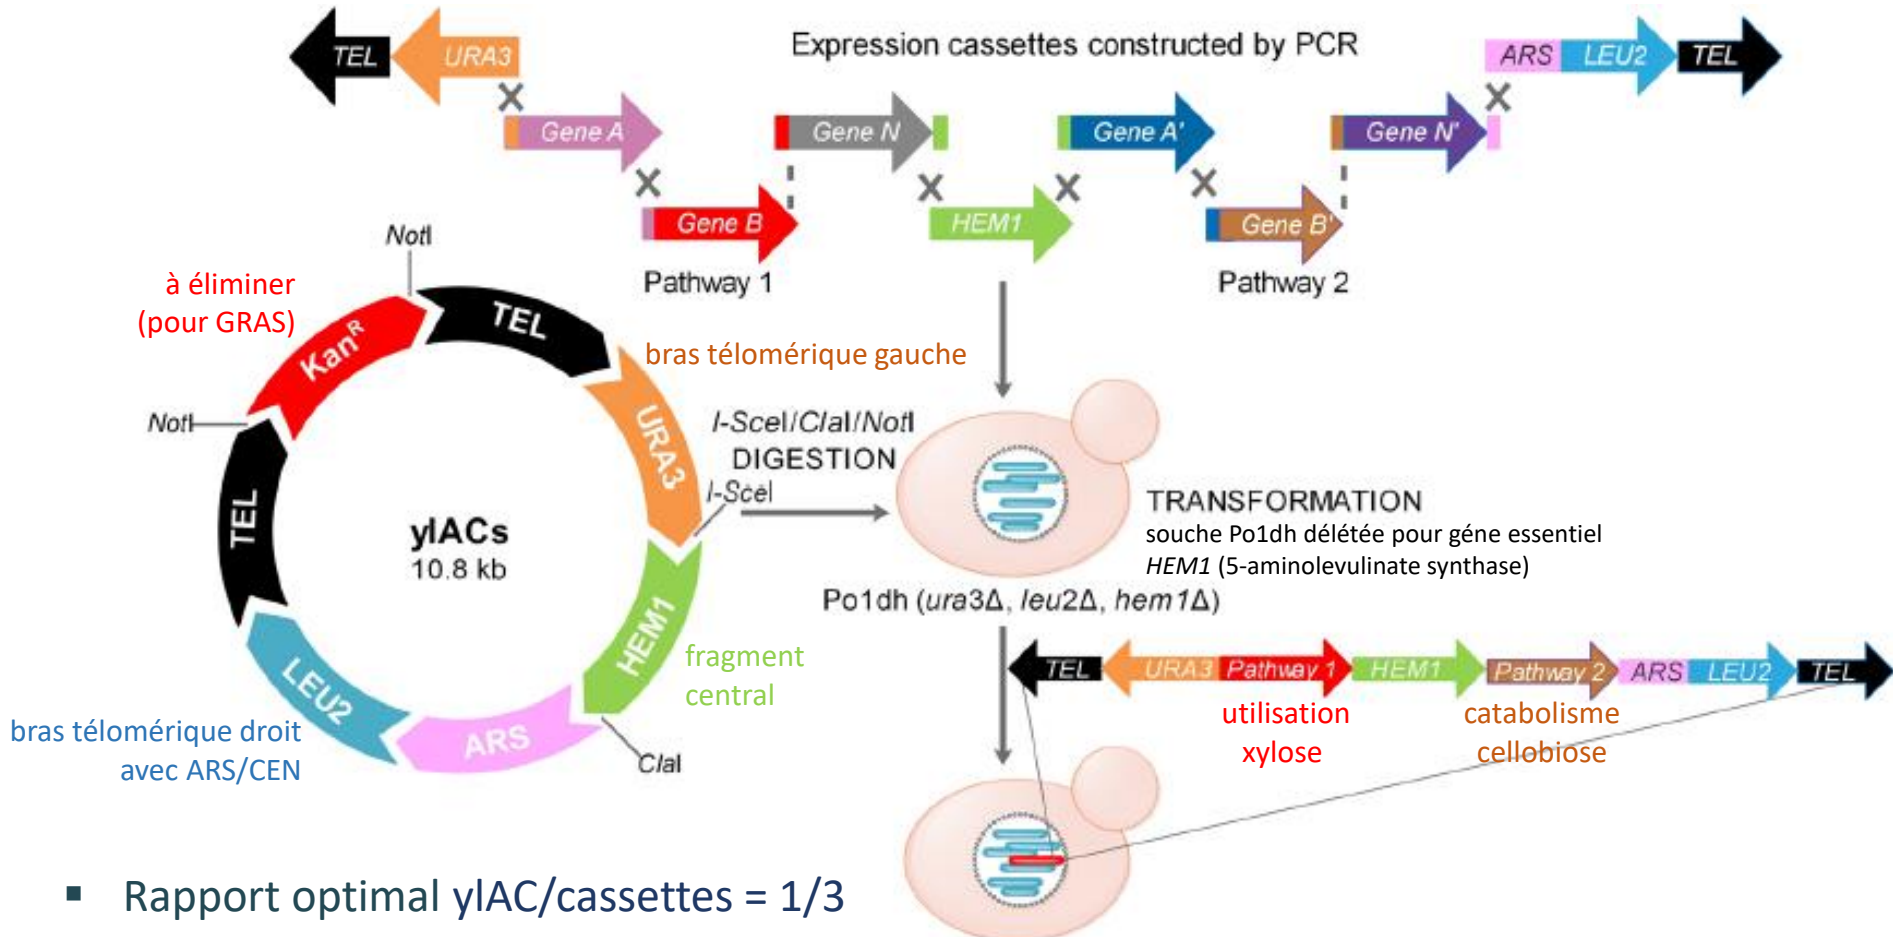 TEL URA3
Expression cassettes constructed by PCR
ARS LEU2 TEL
Gene A
Gene N
Gene A'
Gene N'
Gene B
HEM1
Gene B'
Pathway 1
Pathway 2
NotI
à éliminer
(pour GRAS)
KanR
TEL
bras télomérique gauche
NotI
URA3
I-SceI/ClaI/NotI
DIGESTION
I-SceI
TEL
ylACs
10.8 kb
TRANSFORMATION
souche Po1dh délétée pour géne essentiel
HEM1 (5-aminolevulinate synthase)
Po1dh (ura3Δ, leu2Δ, hem1Δ)
HEM1
fragment
central
LEU2
ARS
ClaI
bras télomérique droit
avec ARS/CEN
TEL URA3 Pathway 1 HEM1 Pathway 2 ARS LEU2 TEL
utilisation
xylose
catabolisme
cellobiose
▪ Rapport optimal ylAC/cassettes = 1/3